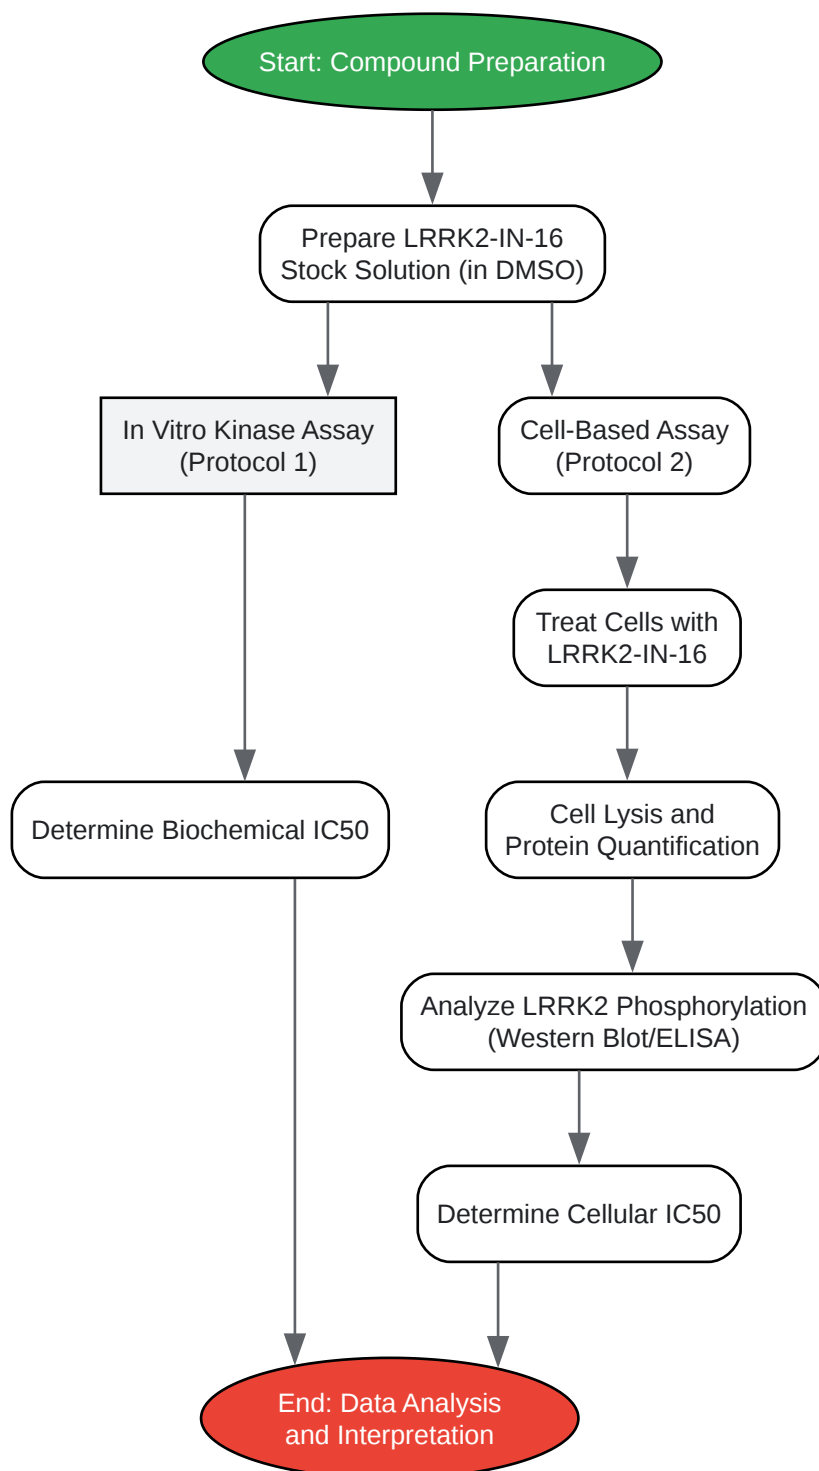 Start: Compound Preparation
Prepare LRRK2-IN-16
Stock Solution (in DMSO)
In Vitro Kinase Assay
(Protocol 1)
Cell-Based Assay
(Protocol 2)
Treat Cells with
LRRK2-IN-16
Determine Biochemical IC50
Cell Lysis and
Protein Quantification
Analyze LRRK2 Phosphorylation
(Western Blot/ELISA)
Determine Cellular IC50
End: Data Analysis
and Interpretation